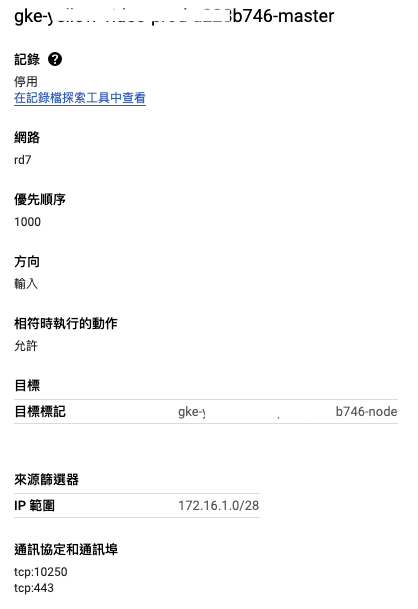 gke-y b746-master
記錄
停用
在記錄檔探索工具中查看
網路
rd7
優先順序
1000
方向
輸入
相符時執行的動作
允許
目標
目標標記 gke-y b746-node
來源篩選器
IP 範圍 172.16.1.0/28
通訊協定和通訊埠
tcp:10250
tcp:443